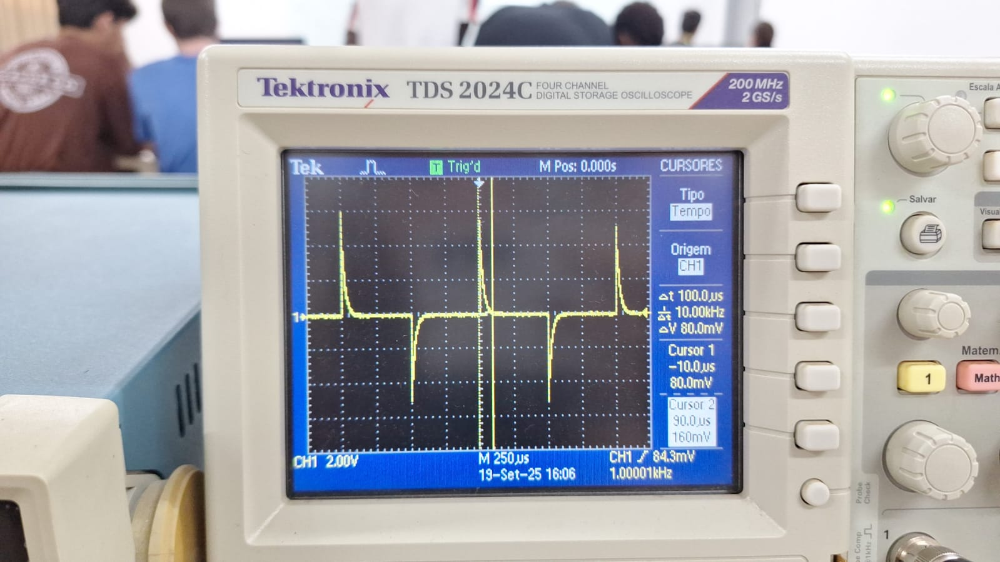 Tektronix TDS 2024C FOUR CHANNEL
DIGITAL STORAGE OSCILLOSCOPE
200 MHz
2 GS/s
Tek T Trig'd M Pos: 0.000s CURSORES
Tipo
Tempo
Origem
CH1
Δt 100.0µs
1/Δt 10.00kHz
ΔV 80.0mV
Cursor 1
-10.0µs
80.0mV
Cursor 2
90.0µs
160mV
1
CH1 2.00V M 250µs CH1 84.3mV
19-Set-25 16:06 1.00001kHz
Escala A
Salvar
Visua
Matem.
1
Math
Probe
Check
1